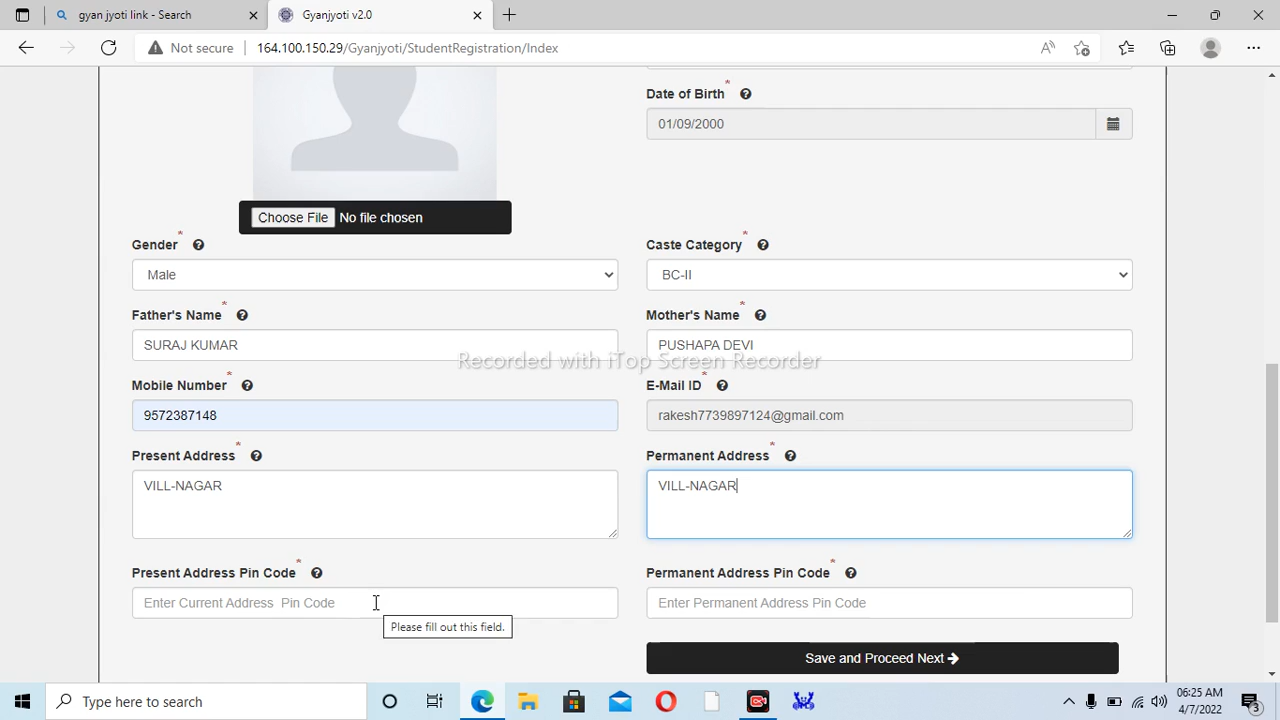 gyan jyoti link - Search
Gyanjyoti v2.0
Not secure
164.100.150.29/Gyanjyoti/StudentRegistration/Index
Date of Birth *
01/09/2000
Choose File No file chosen
Gender *
Caste Category *
Male
BC-II
Father's Name *
Mother's Name *
SURAJ KUMAR
PUSHAPA DEVI
Recorded with iTop Screen Recorder
Mobile Number *
E-Mail ID *
9572387148
rakesh7739897124@gmail.com
Present Address *
Permanent Address *
VILL-NAGAR
VILL-NAGAR
Present Address Pin Code *
Permanent Address Pin Code *
Enter Current Address Pin Code
Enter Permanent Address Pin Code
Please fill out this field.
Save and Proceed Next
Type here to search
06:25 AM
4/7/2022
3